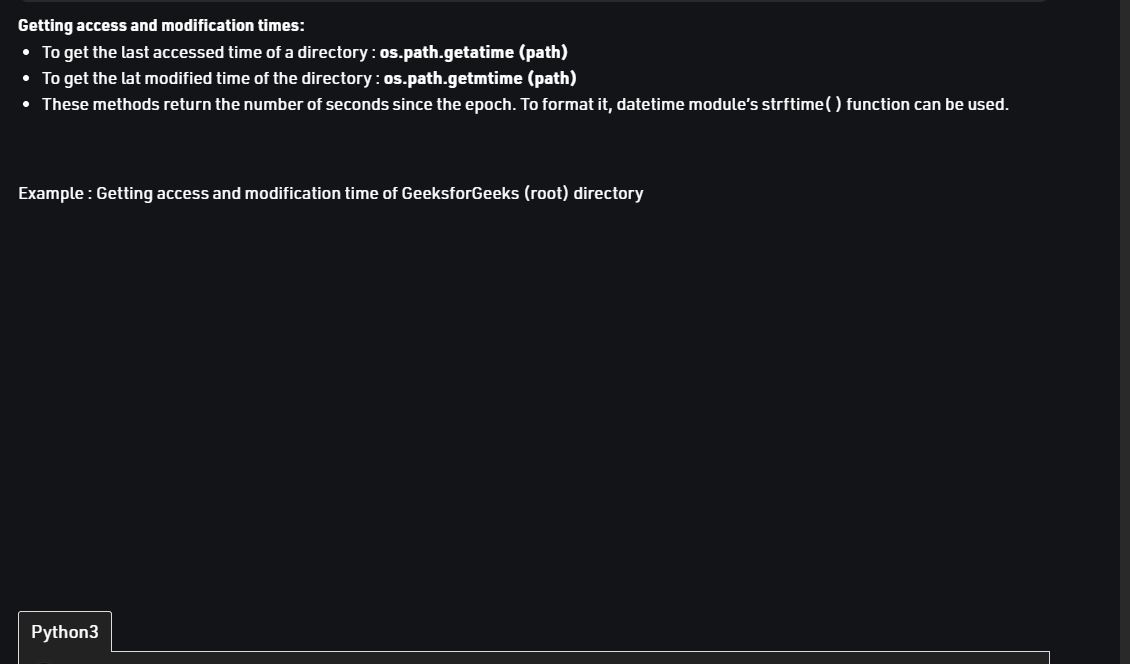 Getting access and modification times:
• To get the last accessed time of a directory : os.path.getatime (path)
• To get the lat modified time of the directory : os.path.getmtime (path)
• These methods return the number of seconds since the epoch. To format it, datetime module’s strftime( ) function can be used.
Example : Getting access and modification time of GeeksforGeeks (root) directory
Python3